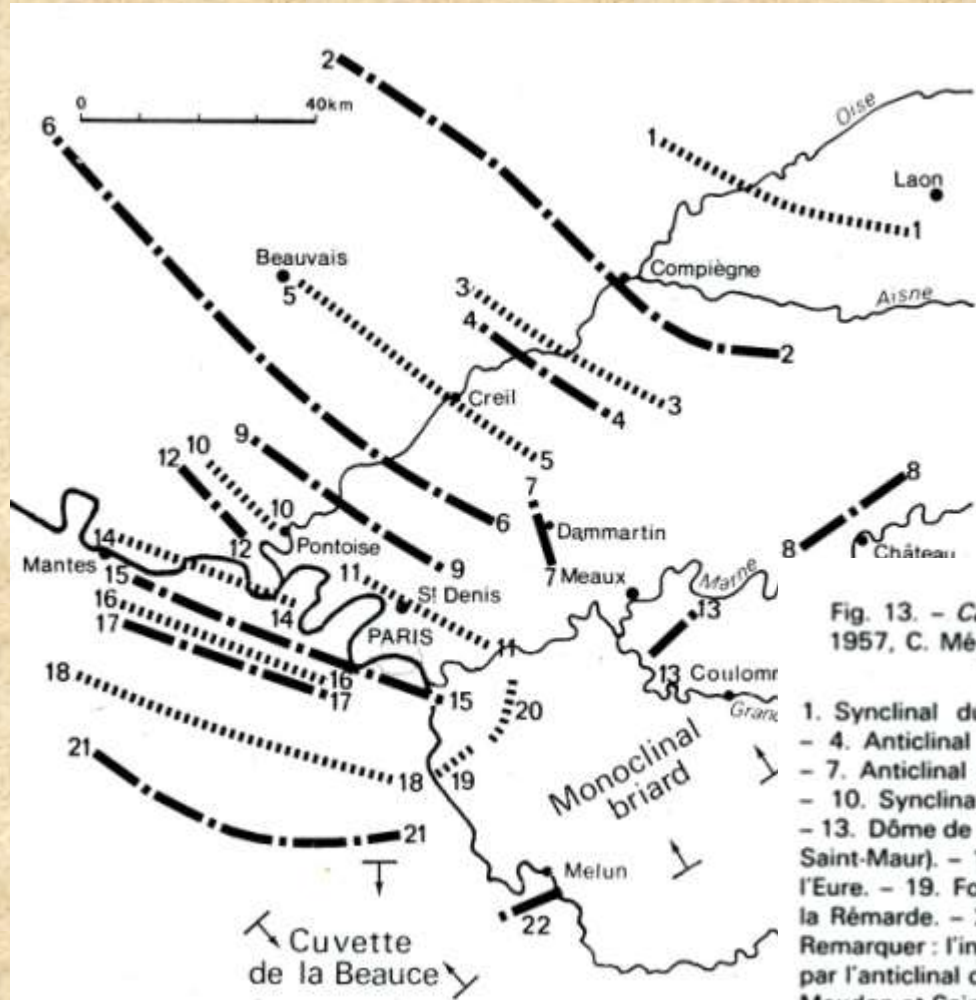 2
0 40km
6
1
Oise
Laon
1
Beauvais
5
Compiègne
3
4
Aisne
2
3
4
Creil
9
5
10
12
8
7
6
10
Dammartin
14
12
Pontoise
8
Château
Mantes
15
11
9
7
Meaux
Marne
16
14
St Denis
13
17
PARIS
11
18
16
13
Coulomm
17
15
20
Grand
21
18
19
Monoclinal
briard
21
Melun
22
Cuvette
de la Beauce
Fig. 13. –
1957, C. Mé
1. Synclinal du
– 4. Anticlinal
– 7. Anticlinal
– 10. Synclina
– 13. Dôme de
Saint-Maur). –
l'Eure. – 19. Fo
la Rémarde. –
Remarquer : l'in
par l'anticlinal